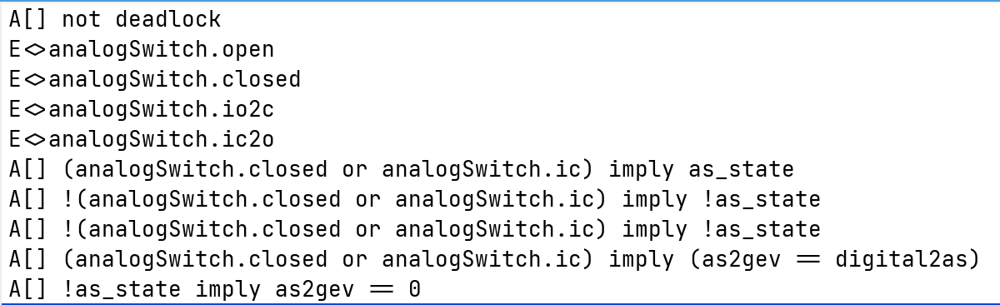 A[] not deadlock
E<>analogSwitch.open
E<>analogSwitch.closed
E<>analogSwitch.io2c
E<>analogSwitch.ic2o
A[] (analogSwitch.closed or analogSwitch.ic) imply as_state
A[] !(analogSwitch.closed or analogSwitch.ic) imply !as_state
A[] !(analogSwitch.closed or analogSwitch.ic) imply !as_state
A[] (analogSwitch.closed or analogSwitch.ic) imply (as2gev == digital2as)
A[] !as_state imply as2gev == 0